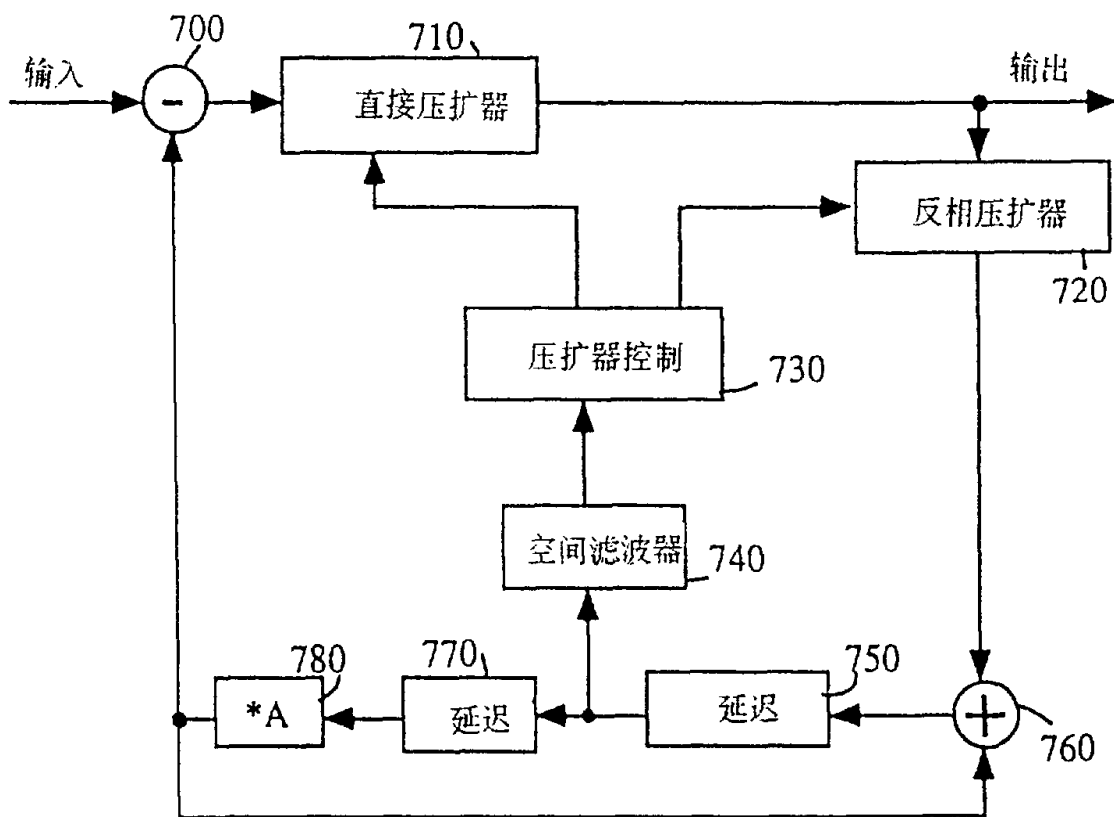 700
710
输入
-
直接压扩器
输出
反相压扩器
720
压扩器控制
730
空间滤波器
740
780
770
750
*A
延迟
延迟
+
760